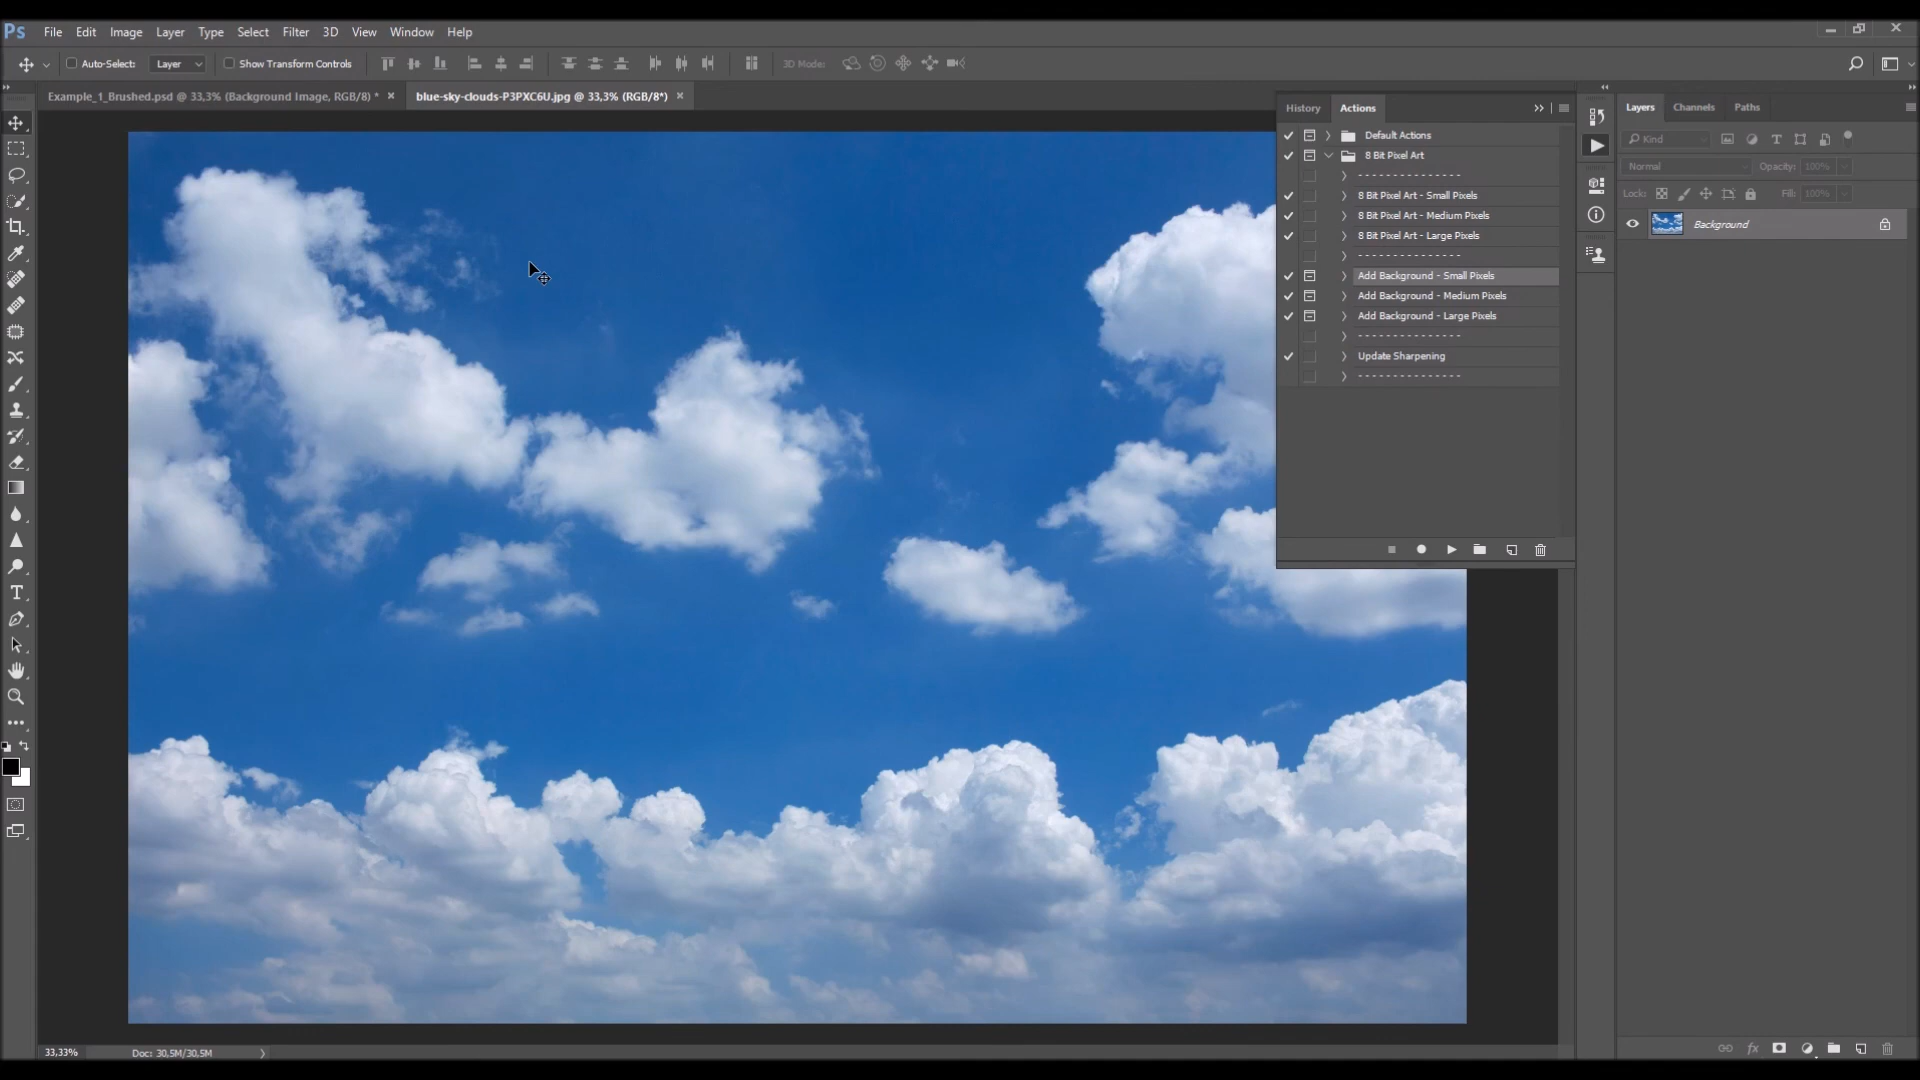 Ps File Edit Image Layer Type Select Filter 3D View Window Help
Auto-Select: Layer Show Transform Controls 3D Mode:
Example_1_Brushed.psd @ 33,3% (Background Image, RGB/8) * × blue-sky-clouds-P3PXC6U.jpg @ 33,3% (RGB/8*) ×
History Actions
Default Actions
8 Bit Pixel Art
- - - - - - - - - - - - - - -
8 Bit Pixel Art - Small Pixels
8 Bit Pixel Art - Medium Pixels
8 Bit Pixel Art - Large Pixels
- - - - - - - - - - - - - - -
Add Background - Small Pixels
Add Background - Medium Pixels
Add Background - Large Pixels
- - - - - - - - - - - - - - -
Update Sharpening
- - - - - - - - - - - - - - -
Layers Channels Paths
Kind
Normal Opacity: 100%
Lock: Fill: 100%
Background
fx
33,33% Doc: 30,5M/30,5M